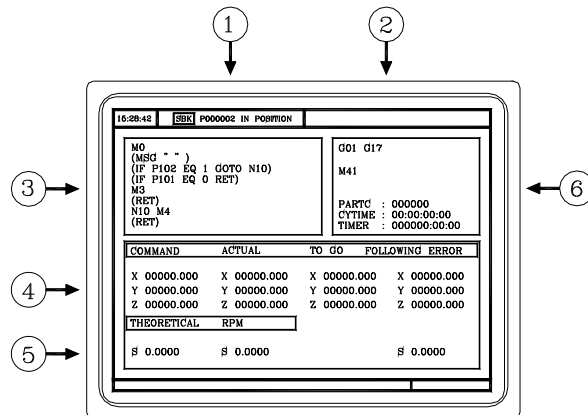 1 2
16:28:42 SBK P000002 IN POSITION
M0
(MSG " " )
(IF P102 EQ 1 GOTO N10)
(IF P101 EQ 0 RET)
M3
(RET)
N10 M4
(RET)
G01 G17
M41
PARTC : 000000
CYTIME : 00:00:00:00
TIMER : 000000:00:00
3
6
COMMAND ACTUAL TO GO FOLLOWING ERROR
X 00000.000 X 00000.000 X 00000.000 X 00000.000
Y 00000.000 Y 00000.000 Y 00000.000 Y 00000.000
Z 00000.000 Z 00000.000 Z 00000.000 Z 00000.000
4
THEORETICAL RPM
S 0.0000 S 0.0000 S 0.0000
5